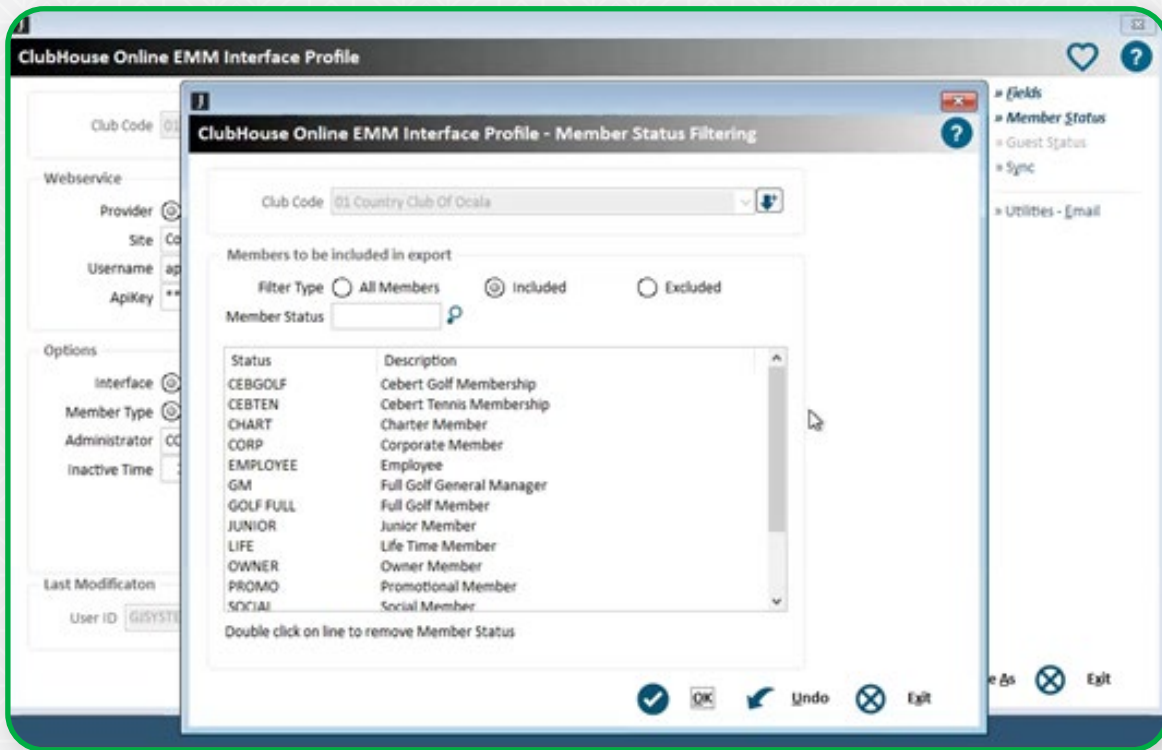 ClubHouse Online EMM Interface Profile
Club Code 01
Webservice
Provider
Site Co
Username ap
ApiKey **
Options
Interface
Member Type
Administrator CC
Inactive Time
Last Modificaton
User ID GJSYSTE
ClubHouse Online EMM Interface Profile - Member Status Filtering
Club Code 01 Country Club Of Ocala
Members to be included in export
Filter Type All Members Included Excluded
Member Status
Status Description
CEBGOLF Cebert Golf Membership
CEBTEN Cebert Tennis Membership
CHART Charter Member
CORP Corporate Member
EMPLOYEE Employee
GM Full Golf General Manager
GOLF FULL Full Golf Member
JUNIOR Junior Member
LIFE Life Time Member
OWNER Owner Member
PROMO Promotional Member
SOCIAL Social Member
Double click on line to remove Member Status
OK Undo Exit
» Fields
» Member Status
» Guest Status
» Sync
» Utilities - Email
e As Exit